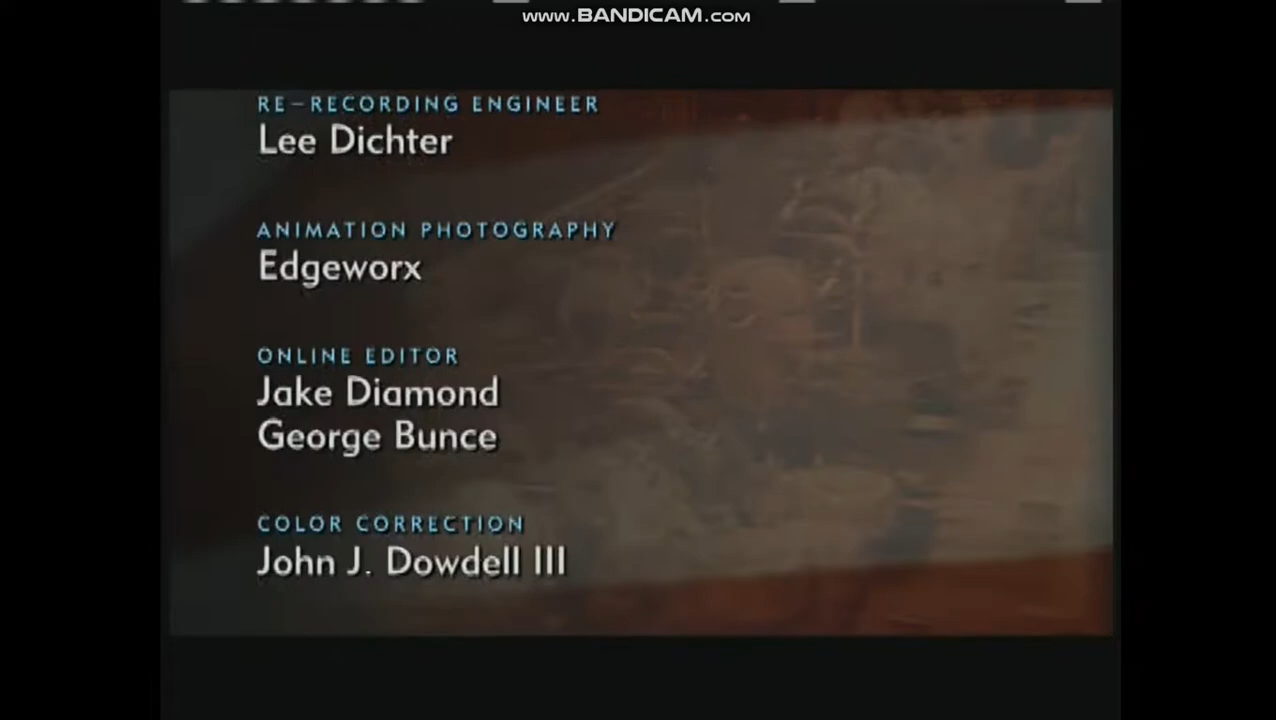 www.BANDICAM.com
RE-RECORDING ENGINEER
Lee Dichter
ANIMATION PHOTOGRAPHY
Edgeworx
ONLINE EDITOR
Jake Diamond
George Bunce
COLOR CORRECTION
John J. Dowdell III